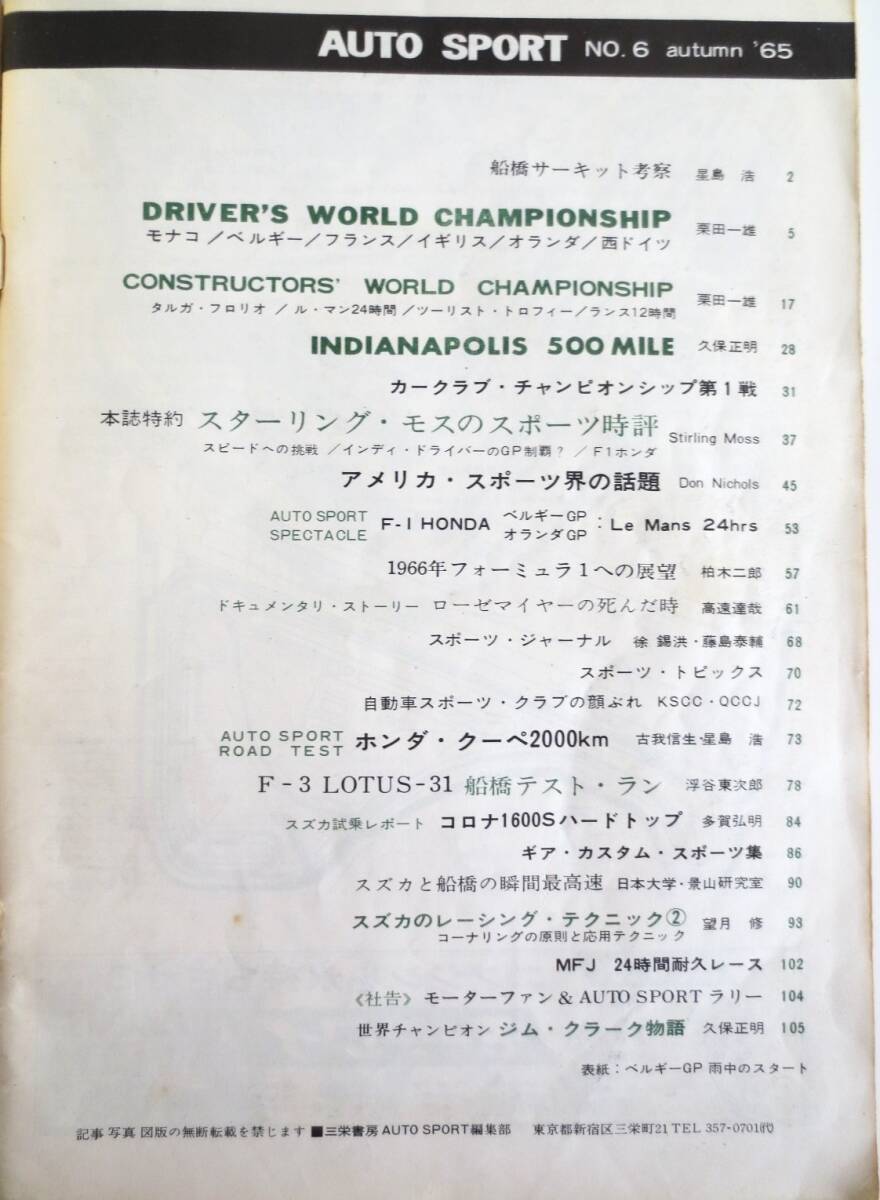 AUTO SPORT NO. 6 autumn '65
船橋サーキット考察 星島 浩 2
DRIVER'S WORLD CHAMPIONSHIP 栗田一雄 5
モナコ／ベルギー／フランス／イギリス／オランダ／西ドイツ
CONSTRUCTORS' WORLD CHAMPIONSHIP 栗田一雄 17
タルガ・フロリオ ／ ル・マン24時間 ／ツーリスト・トロフィー／ランス12時間
INDIANAPOLIS 500 MILE 久保正明 28
カークラブ・チャンピオンシップ第1戦 31
本誌特約 スターリング・モスのスポーツ時評 Stirling Moss 37
スピードへの挑戦 ／インディ・ドライバーのGP制覇？ ／ F1ホンダ
アメリカ・スポーツ界の話題 Don Nichols 45
AUTO SPORT SPECTACLE F-1 HONDA ベルギーGP オランダGP : Le Mans 24hrs 53
1966年フォーミュラ1への展望 柏木二郎 57
ドキュメンタリ・ストーリー ローゼマイヤーの死んだ時 高遠達哉 61
スポーツ・ジャーナル 徐 錫洪・藤島泰輔 68
スポーツ・トピックス 70
自動車スポーツ・クラブの顔ぶれ KSCC・QCCJ 72
AUTO SPORT ROAD TEST ホンダ・クーペ2000km 古我信生・星島 浩 73
F-3 LOTUS-31 船橋テスト・ラン 浮谷東次郎 78
スズカ試乗レポート コロナ1600Sハードトップ 多賀弘明 84
ギア・カスタム・スポーツ集 86
スズカと船橋の瞬間最高速 日本大学・景山研究室 90
スズカのレーシング・テクニック② 望月 修 93
コーナリングの原則と応用テクニック
MFJ 24時間耐久レース 102
《社告》 モーターファン＆AUTO SPORT ラリー 104
世界チャンピオン ジム・クラーク物語 久保正明 105
表紙：ベルギーGP 雨中のスタート
記事 写真 図版の無断転載を禁じます ■三栄書房 AUTO SPORT編集部 東京都新宿区三栄町21 TEL 357-0701代